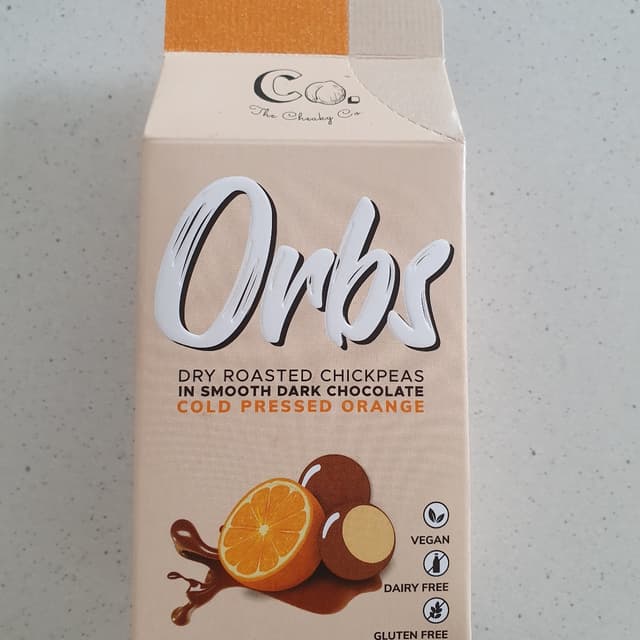 Co.
The Cheaky Co
Orbs
DRY ROASTED CHICKPEAS
IN SMOOTH DARK CHOCOLATE
COLD PRESSED ORANGE
VEGAN
DAIRY FREE
GLUTEN FREE